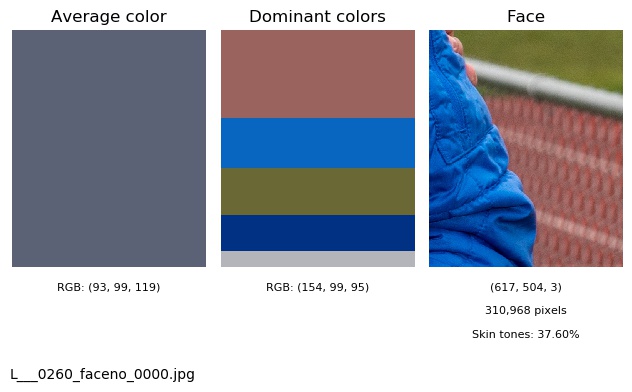 Average color
Dominant colors
Face
RGB: (93, 99, 119)
RGB: (154, 99, 95)
(617, 504, 3)
310,968 pixels
Skin tones: 37.60%
L___0260_faceno_0000.jpg